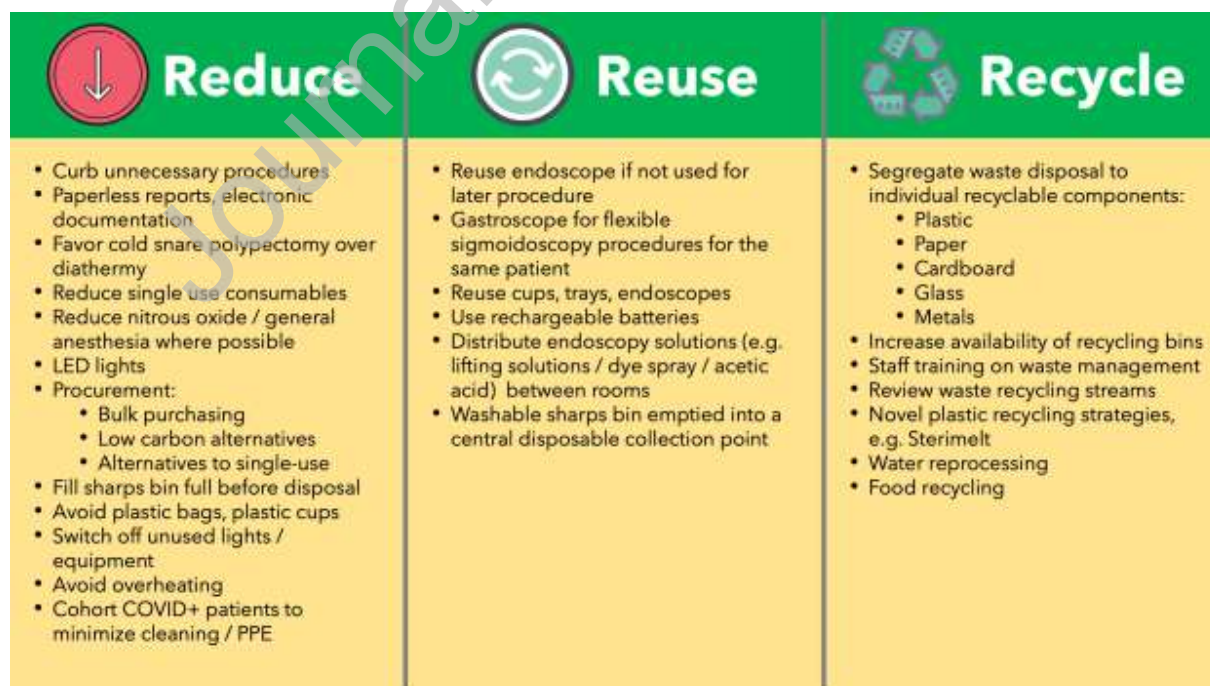 Reduce
• Curb unnecessary procedures
• Paperless reports, electronic
documentation
• Favor cold snare polypectomy over
diathermy
• Reduce single use consumables
• Reduce nitrous oxide / general
anesthesia where possible
• LED lights
• Procurement:
• Bulk purchasing
• Low carbon alternatives
• Alternatives to single-use
• Fill sharps bin full before disposal
• Avoid plastic bags, plastic cups
• Switch off unused lights /
equipment
• Avoid overheating
• Cohort COVID+ patients to
minimize cleaning / PPE
Reuse
• Reuse endoscope if not used for
later procedure
• Gastroscope for flexible
sigmoidoscopy procedures for the
same patient
• Reuse cups, trays, endoscopes
• Use rechargeable batteries
• Distribute endoscopy solutions (e.g.
lifting solutions / dye spray / acetic
acid) between rooms
• Washable sharps bin emptied into a
central disposable collection point
Recycle
• Segregate waste disposal to
individual recyclable components:
• Plastic
• Paper
• Cardboard
• Glass
• Metals
• Increase availability of recycling bins
• Staff training on waste management
• Review waste recycling streams
• Novel plastic recycling strategies,
e.g. Sterimelt
• Water reprocessing
• Food recycling
Journa